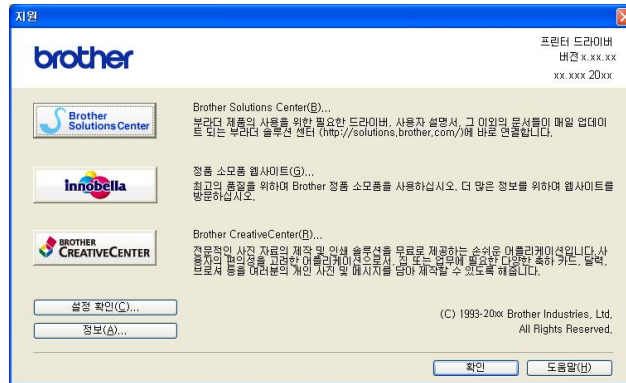 지원
brother
프린터 드라이버
버전 x.xx.xx
xx.xxx 20xx
Brother
SolutionsCenter
Brother Solutions Center(B)...
부라더 제품의 사용을 위한 필요한 드라이버, 사용자 설명서, 그 이외의 문서들이 매일 업데이
트 되는 부라더 솔루션 센터 (http://solutions.brother.com/)에 바로 연결합니다.
innobella
정품 소모품 웹사이트(G)...
최고의 품질을 위하여 Brother 정품 소모품을 사용하십시오. 더 많은 정보를 위하여 웹사이트를
방문하십시오.
BROTHER
CREATIVECENTER
Brother CreativeCenter(R)...
전문적인 사진 자료의 제작 및 인쇄 솔루션을 무료로 제공하는 손쉬운 어플리케이션입니다.사
용자의 편의성을 고려한 어플리케이션으로서, 집 또는 업무에 필요한 다양한 축하 카드, 달력,
브로셔 등을 여러분의 개인 사진 및 메시지를 담아 제작할 수 있도록 해줍니다.
설정 확인(C)...
정보(A)...
(C) 1993-20xx Brother Industries, Ltd.
All Rights Reserved.
확인
도움말(H)